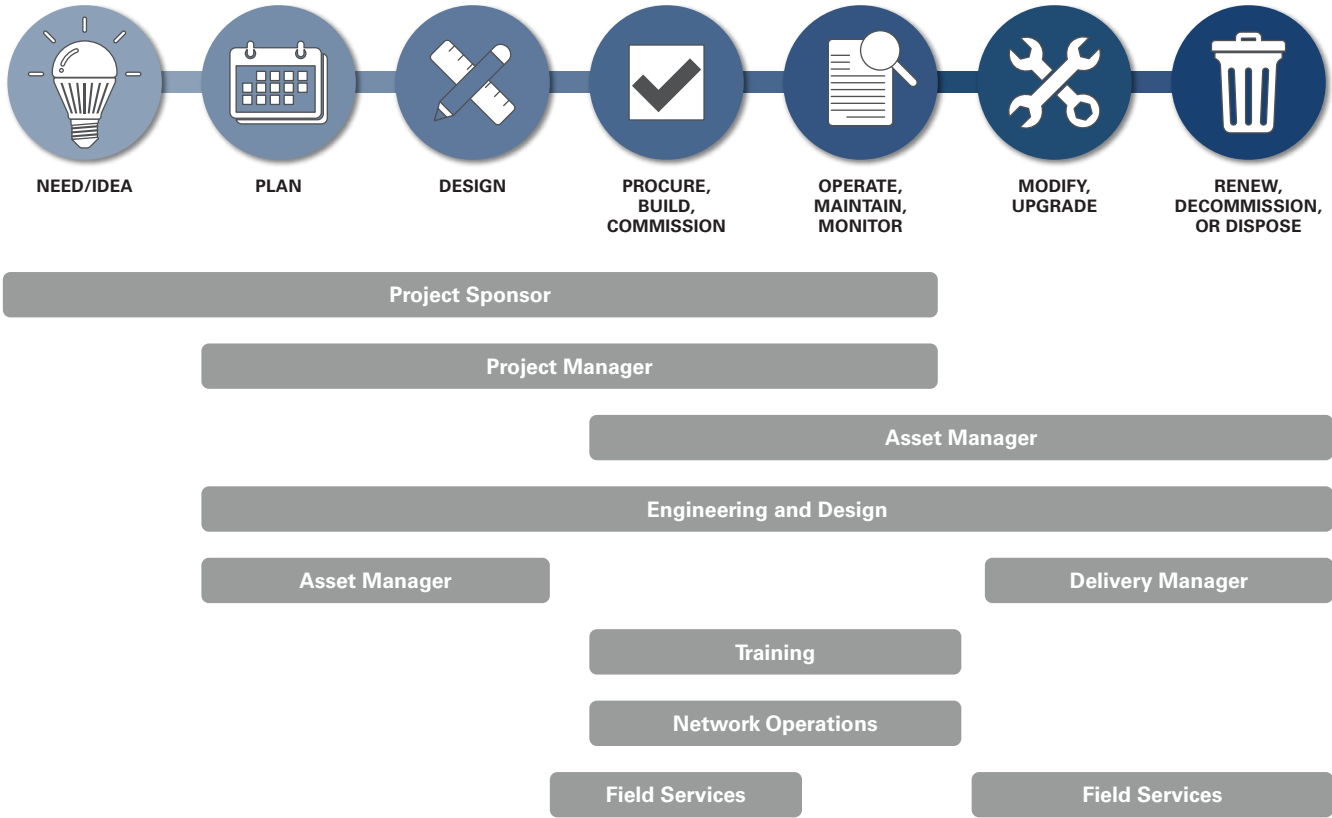 NEED/IDEA
PLAN
DESIGN
PROCURE,
BUILD,
COMMISSION
OPERATE,
MAINTAIN,
MONITOR
MODIFY,
UPGRADE
RENEW,
DECOMMISSION,
OR DISPOSE
Project Sponsor
Project Manager
Asset Manager
Engineering and Design
Asset Manager
Delivery Manager
Training
Network Operations
Field Services
Field Services